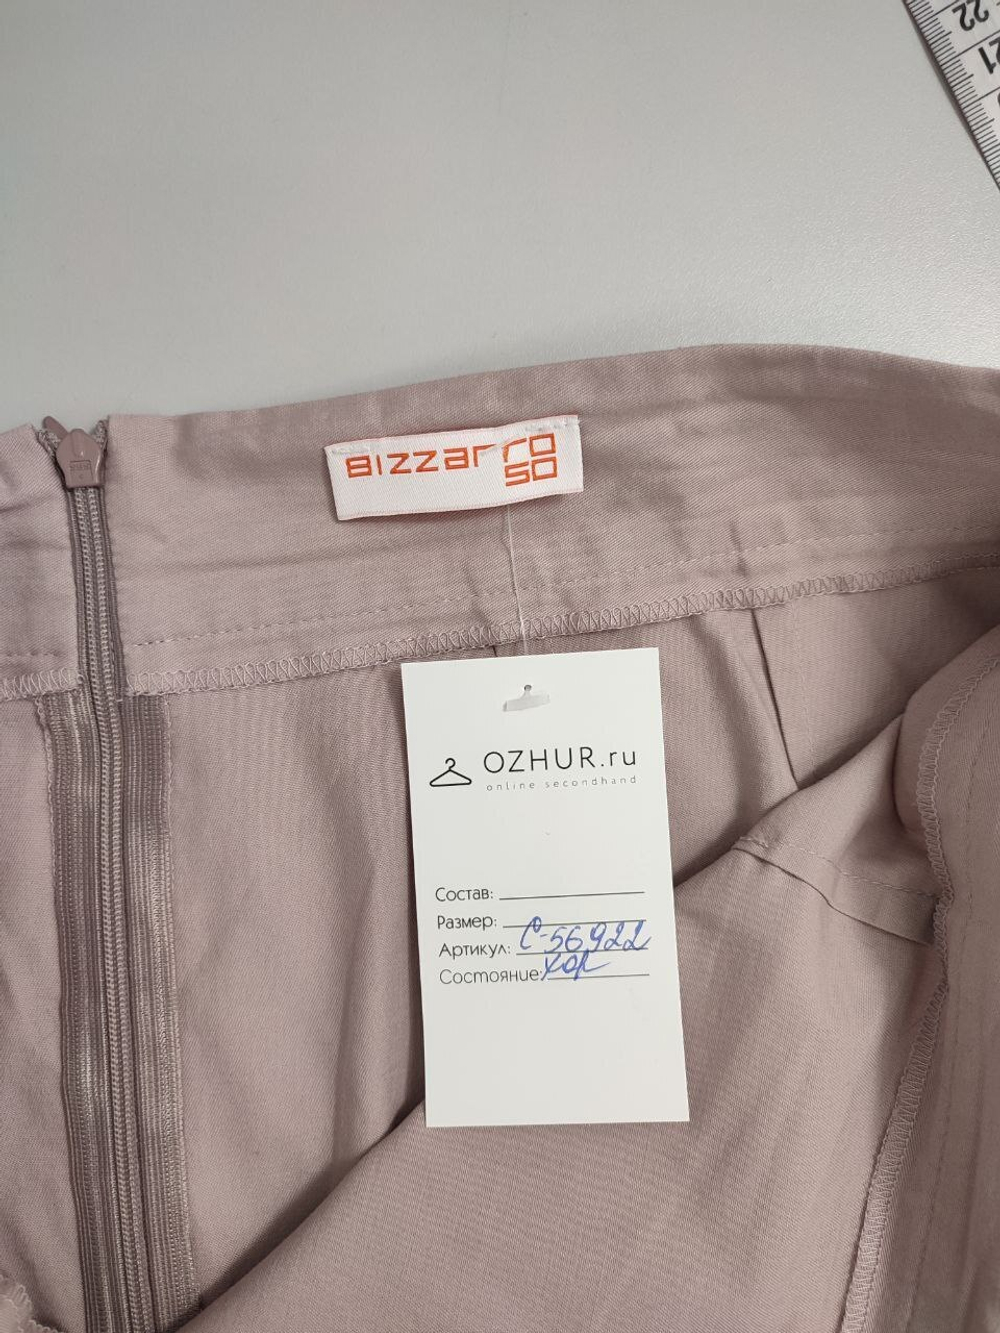 22
21
BIZZarro
50
OZHUR.ru
online secondhand
Состав:
Размер:
Артикул: С-56922
Состояние: хор